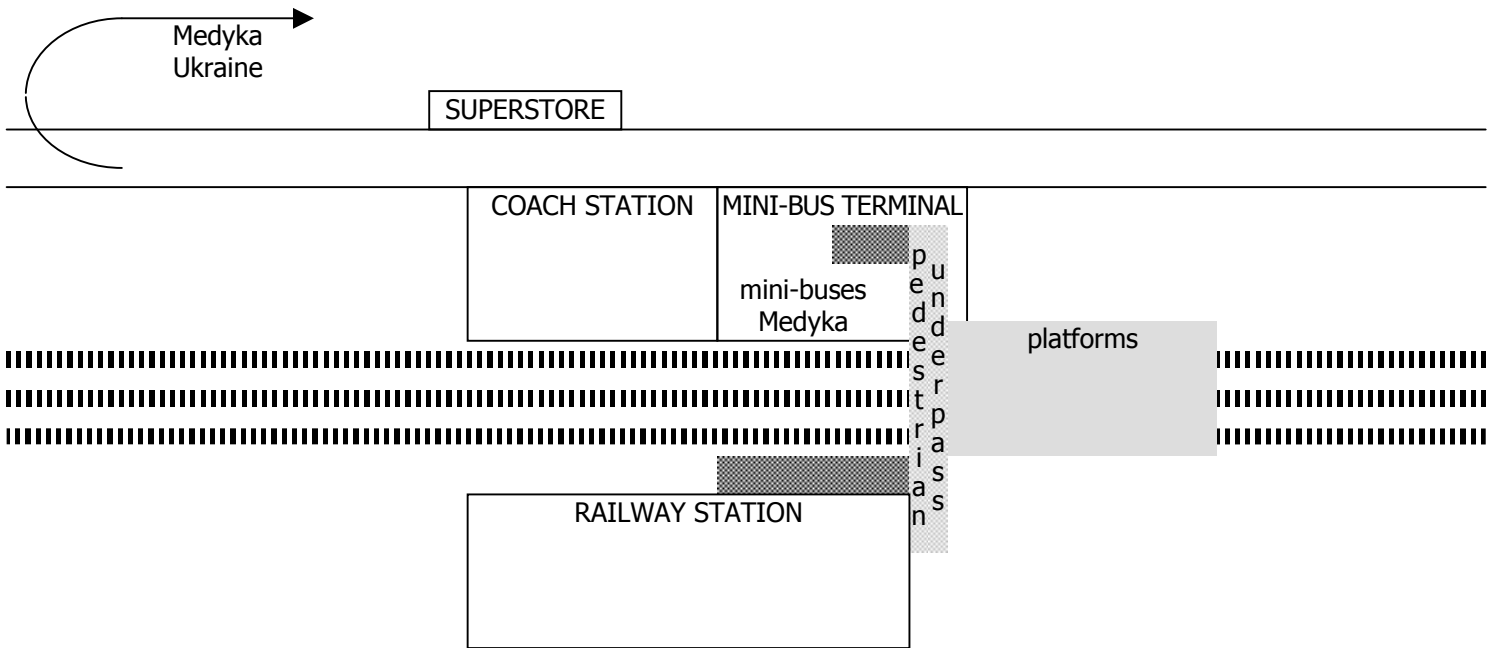 Medyka
Ukraine
SUPERSTORE
COACH STATION
MINI-BUS TERMINAL
mini-buses
Medyka
pedestrian
underpass
platforms
RAILWAY STATION